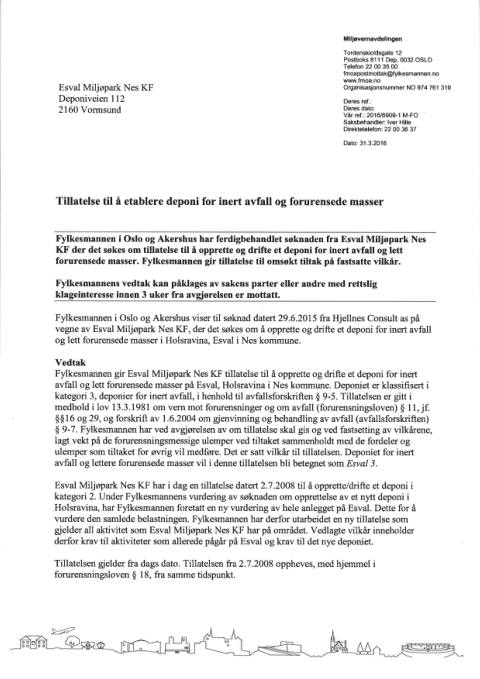 Miljøvernavdelingen
Tordenskioldsgate 12
Postboks 8111 Dep, 0032 OSLO
Telefon 22 00 35 00
fmoapostmottak@fylkesmannen.no
www.fmoa.no
Organisasjonsnummer NO 974 761 319
Deres ref.:
Deres dato:
Vår ref.: 2016/6909-1 M-FO
Saksbehandler: Iver Hille
Direktetelefon: 22 00 36 37
Dato: 31.3.2016
Esval Miljøpark Nes KF
Deponiveien 112
2160 Vormsund
Tillatelse til å etablere deponi for inert avfall og forurensede masser
Fylkesmannen i Oslo og Akershus har ferdigbehandlet søknaden fra Esval Miljøpark Nes
KF der det søkes om tillatelse til å opprette og drifte et deponi for inert avfall og lett
forurensede masser. Fylkesmannen gir tillatelse til omsøkt tiltak på fastsatte vilkår.
Fylkesmannens vedtak kan påklages av sakens parter eller andre med rettslig
klageinteresse innen 3 uker fra avgjørelsen er mottatt.
Fylkesmannen i Oslo og Akershus viser til søknad datert 29.6.2015 fra Hjellnes Consult as på
vegne av Esval Miljøpark Nes KF, der det søkes om å opprette og drifte et deponi for inert avfall
og lett forurensede masser i Holsravina, Esval i Nes kommune.
Vedtak
Fylkesmannen gir Esval Miljøpark Nes KF tillatelse til å opprette og drifte et deponi for inert
avfall og lett forurensede masser på Esval, Holsravina i Nes kommune. Deponiet er klassifisert i
kategori 3, deponier for inert avfall, i henhold til avfallsforskriften § 9-5. Tillatelsen er gitt i
medhold i lov 13.3.1981 om vern mot forurensninger og om avfall (forurensningsloven) § 11, jf.
§§16 og 29, og forskrift av 1.6.2004 om gjenvinning og behandling av avfall (avfallsforskriften)
§ 9-7. Fylkesmannen har ved avgjørelsen av om tillatelse skal gis og ved fastsetting av vilkårene,
lagt vekt på de forurensningsmessige ulemper ved tiltaket sammenholdt med de fordeler og
ulemper som tiltaket for øvrig vil medføre. Det er satt vilkår til tillatelsen. Deponiet for inert
avfall og lettere forurensede masser vil i denne tillatelsen bli betegnet som Esval 3.
Esval Miljøpark Nes KF har i dag en tillatelse datert 2.7.2008 til å opprette/drifte et deponi i
kategori 2. Under Fylkesmannens vurdering av søknaden om opprettelse av et nytt deponi i
Holsravina, har Fylkesmannen foretatt en ny vurdering av hele anlegget på Esval. Dette for å
vurdere den samlede belastningen. Fylkesmannen har derfor utarbeidet en ny tillatelse som
gjelder all aktivitet som Esval Miljøpark Nes KF har på området. Vedlagte vilkår inneholder
derfor krav til aktiviteter som allerede pågår på Esval og krav til det nye deponiet.
Tillatelsen gjelder fra dags dato. Tillatelsen fra 2.7.2008 oppheves, med hjemmel i
forurensningsloven § 18, fra samme tidspunkt.